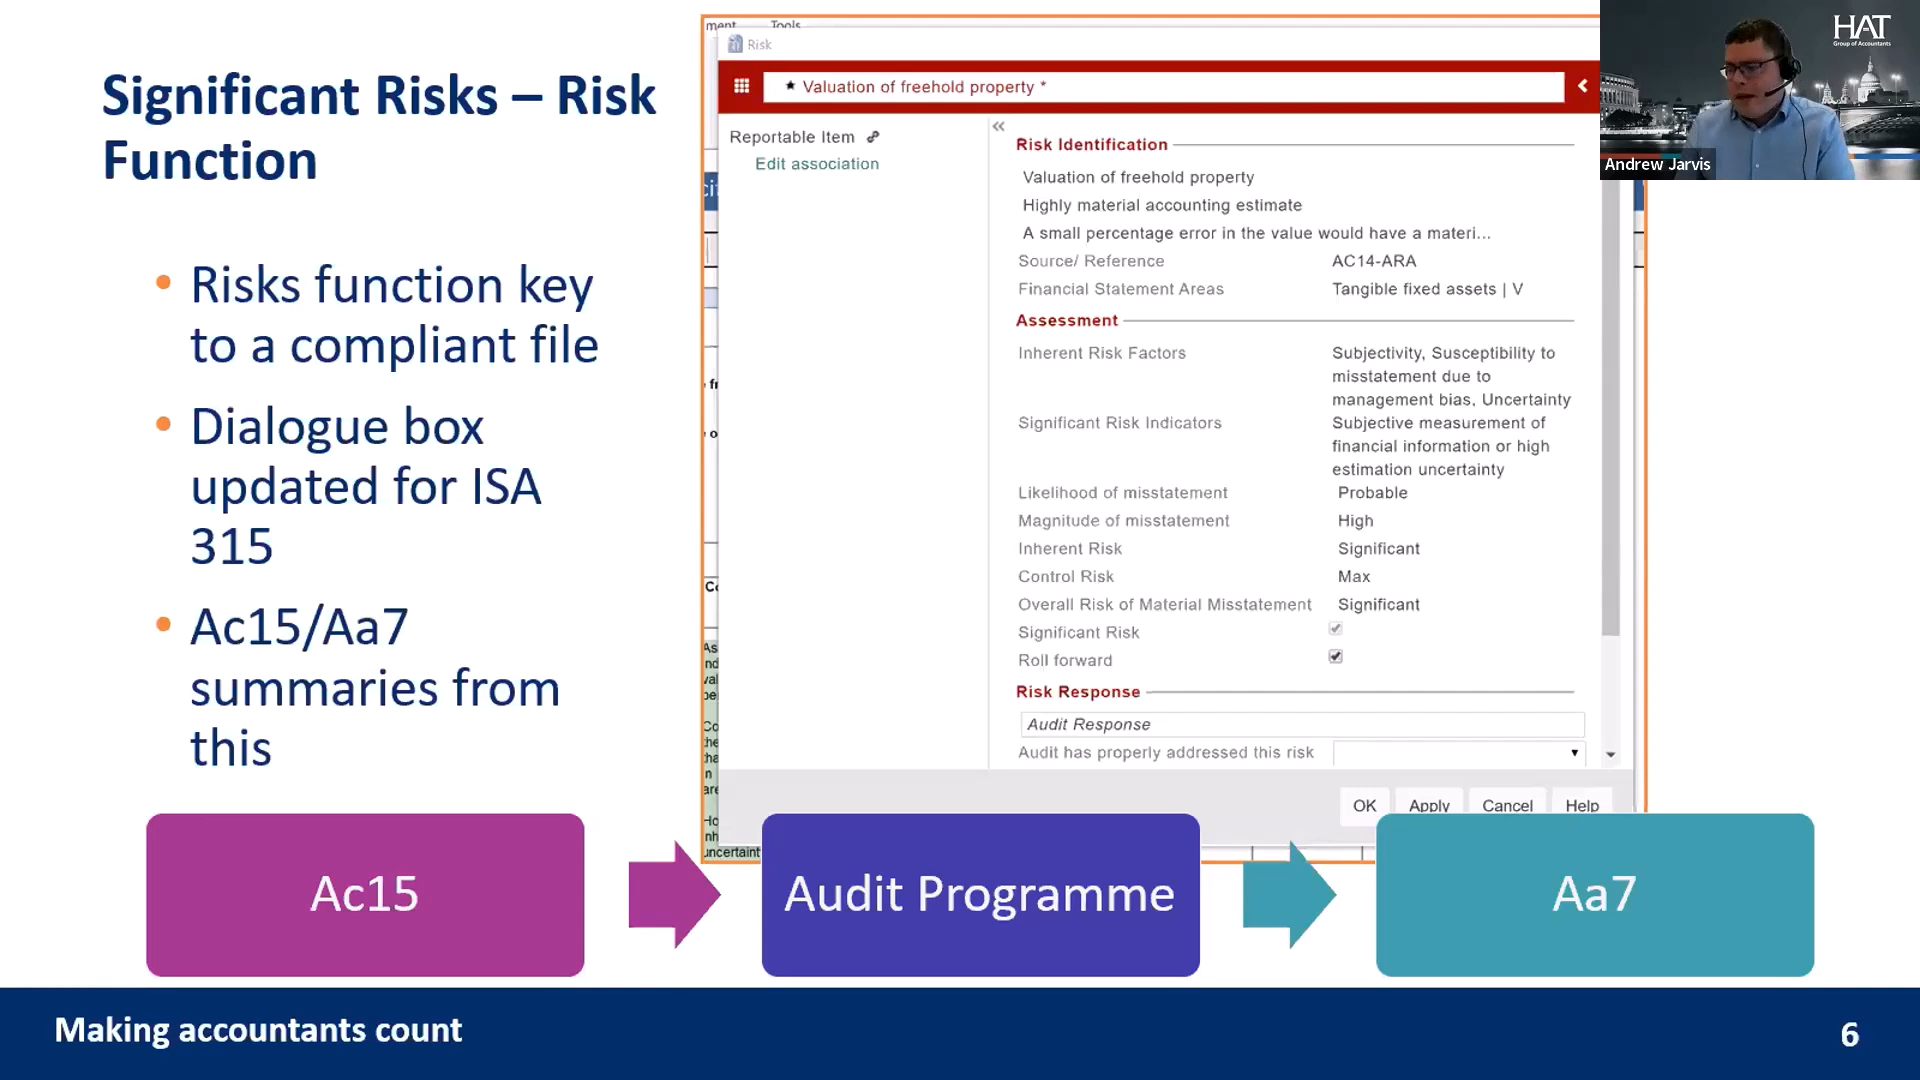 Significant Risks – Risk
Function
• Risks function key
to a compliant file
• Dialogue box
updated for ISA
315
• Ac15/Aa7
summaries from
this
Tools
Risk
★ Valuation of freehold property *
Reportable Item
Edit association
Risk Identification
Valuation of freehold property
Highly material accounting estimate
A small percentage error in the value would have a materi...
Source/ Reference AC14-ARA
Financial Statement Areas Tangible fixed assets | V
Assessment
Inherent Risk Factors Subjectivity, Susceptibility to
misstatement due to
management bias, Uncertainty
Significant Risk Indicators Subjective measurement of
financial information or high
estimation uncertainty
Likelihood of misstatement Probable
Magnitude of misstatement High
Inherent Risk Significant
Control Risk Max
Overall Risk of Material Misstatement Significant
Significant Risk
Roll forward
Risk Response
Audit Response
Audit has properly addressed this risk
OK Apply Cancel Help
uncertaint
HAT
Group of Accountants
Andrew Jarvis
Ac15
Audit Programme
Aa7
Making accountants count
6